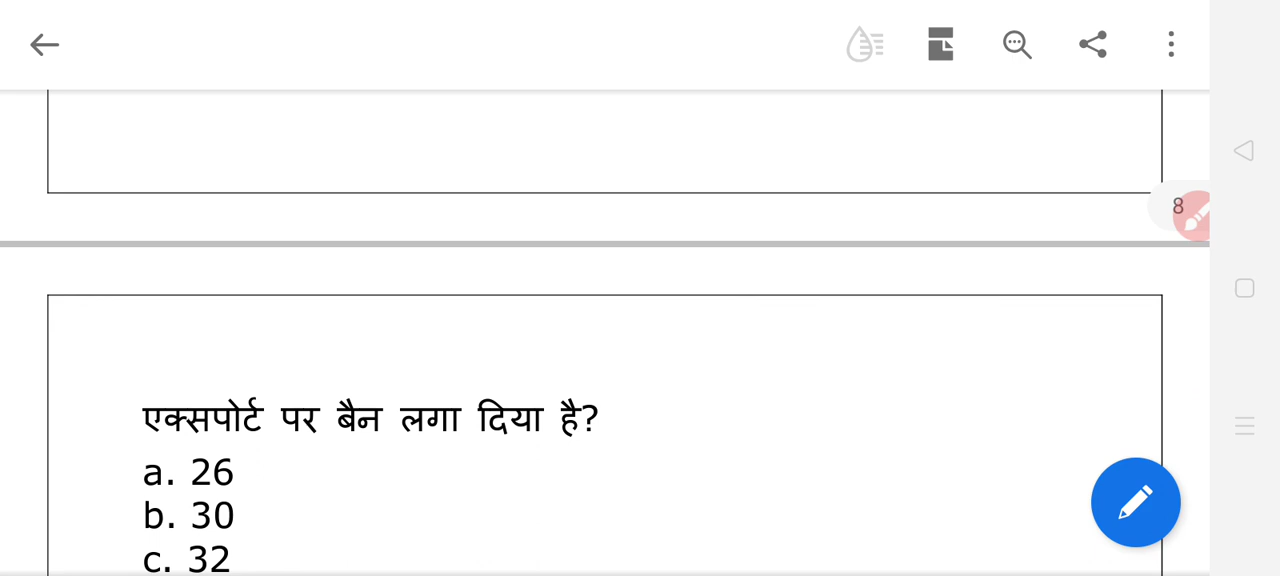 8
एक्सपोर्ट पर बैन लगा दिया है?
a. 26
b. 30
c. 32